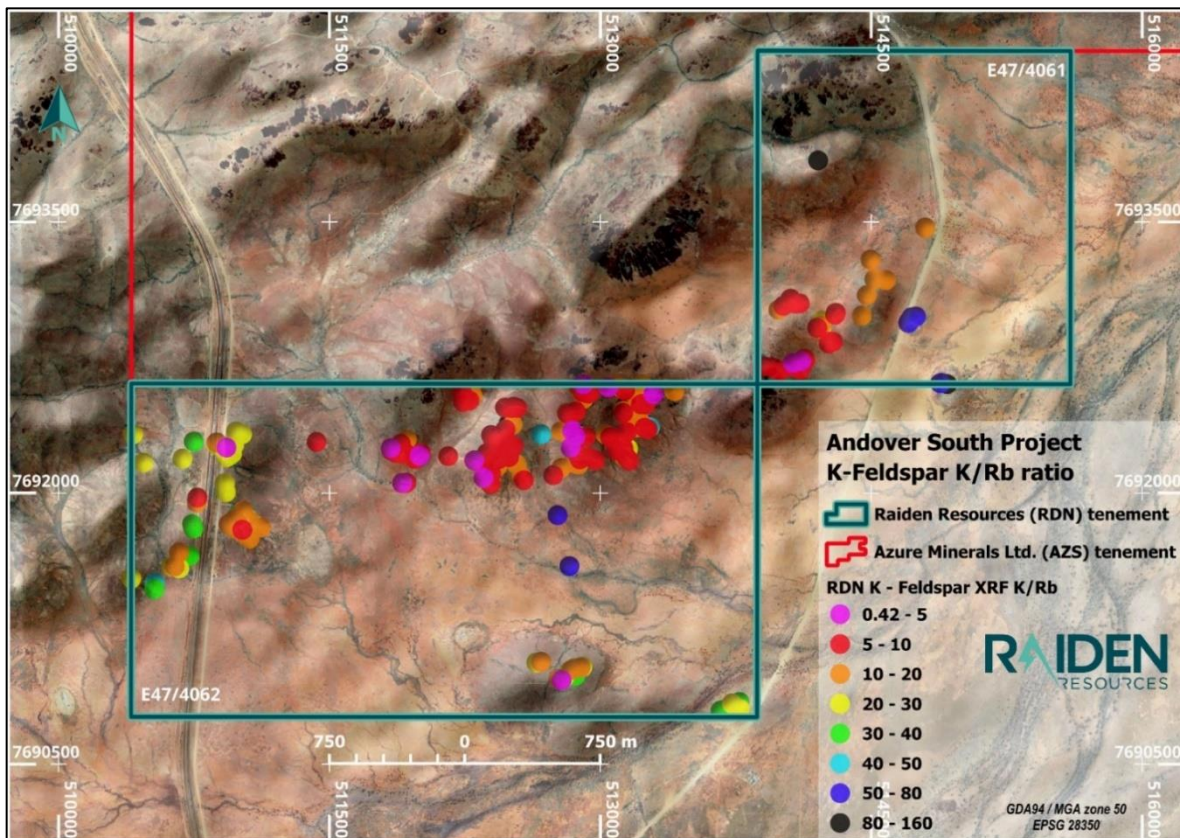 510000
511500
513000
514500
516000
E47/4061
N
7693500
7693500
Andover South Project
K-Feldspar K/Rb ratio
7692000
7692000
Raiden Resources (RDN) tenement
Azure Minerals Ltd. (AZS) tenement
RDN K - Feldspar XRF K/Rb
0.42 - 5
5 - 10
10 - 20
20 - 30
30 - 40
40 - 50
50 - 80
80 - 160
RAIDEN
RESOURCES
E47/4062
750 0 750 m
7690500
7690500
510000
511500
513000
516000
GDA94 / MGA zone 50
EPSG 28350